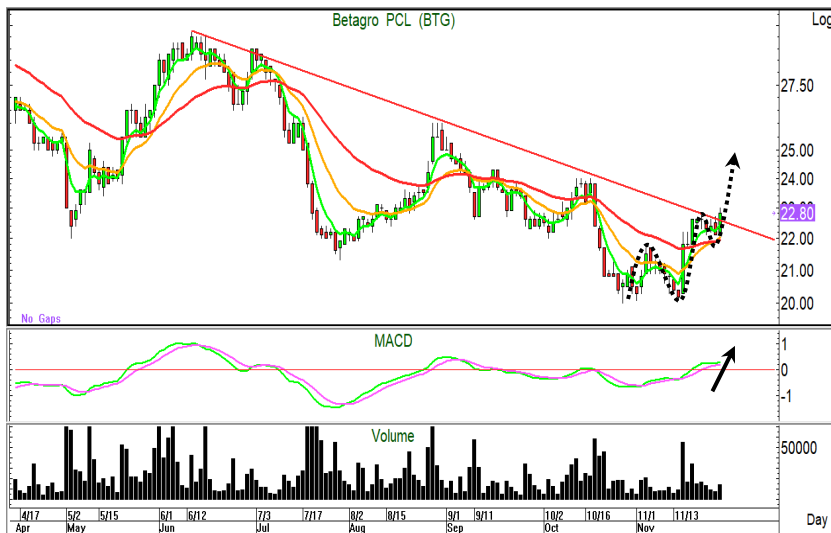 Betagro PCL (BTG)
Log
27.50
25.00
24.00
22.80
22.00
21.00
20.00
No Gaps
MACD
1
0
-1
Volume
50000
4/17 5/2 5/15 6/1 6/12 7/3 7/17 8/2 8/15 9/1 9/11 10/2 10/16 11/1 11/13
Apr May Jun Jul Aug Sep Oct Nov Day